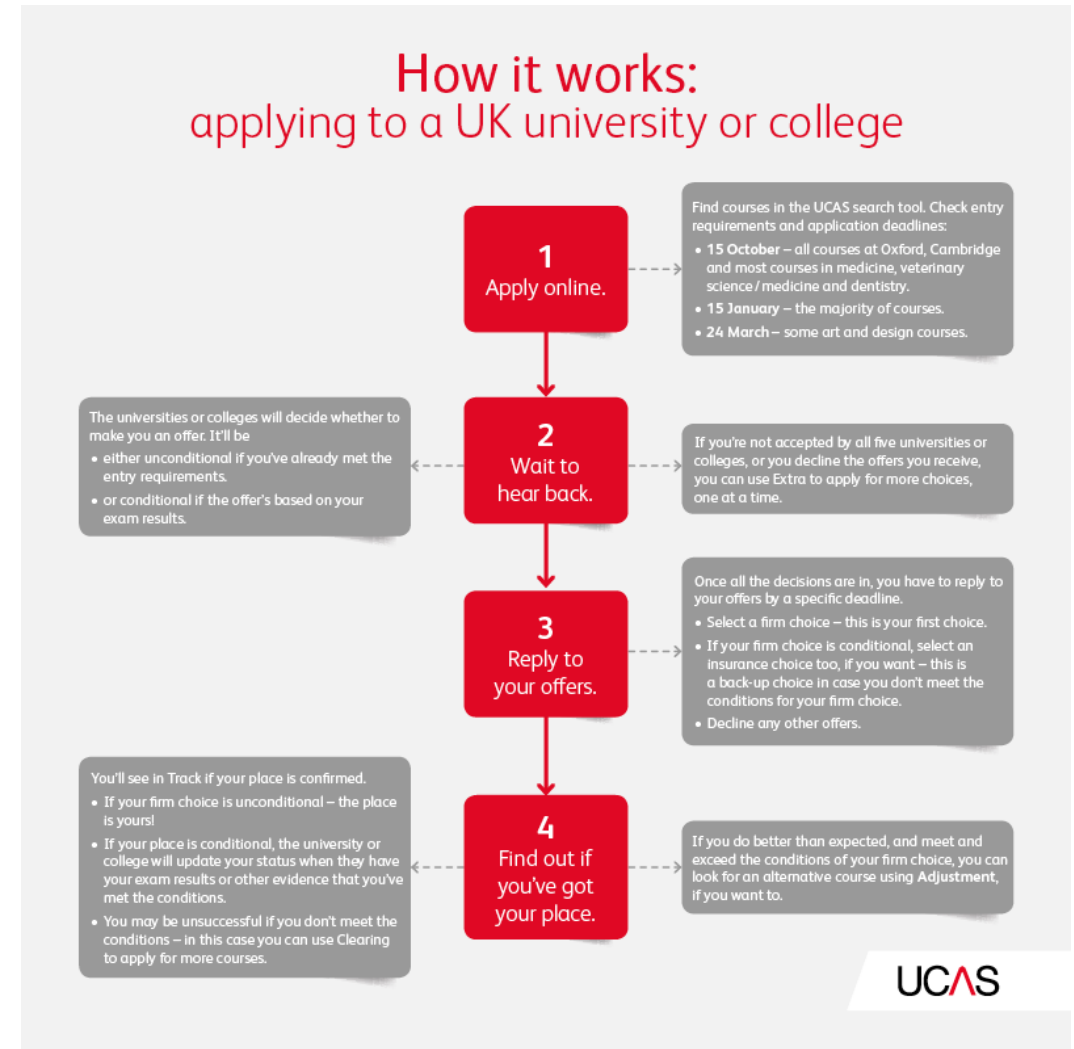 How it works:
applying to a UK university or college
1
Apply online.
Find courses in the UCAS search tool. Check entry
requirements and application deadlines:
• 15 October – all courses at Oxford, Cambridge
and most courses in medicine, veterinary
science / medicine and dentistry.
• 15 January – the majority of courses.
• 24 March – some art and design courses.
The universities or colleges will decide whether to
make you an offer. It'll be
• either unconditional if you've already met the
entry requirements.
• or conditional if the offer's based on your
exam results.
2
Wait to
hear back.
If you're not accepted by all five universities or
colleges, or you decline the offers you receive,
you can use Extra to apply for more choices,
one at a time.
3
Reply to
your offers.
Once all the decisions are in, you have to reply to
your offers by a specific deadline.
• Select a firm choice – this is your first choice.
• If your firm choice is conditional, select an
insurance choice too, if you want – this is
a back-up choice in case you don't meet the
conditions for your firm choice.
• Decline any other offers.
You'll see in Track if your place is confirmed.
• If your firm choice is unconditional – the place
is yours!
• If your place is conditional, the university or
college will update your status when they have
your exam results or other evidence that you've
met the conditions.
• You may be unsuccessful if you don't meet the
conditions – in this case you can use Clearing
to apply for more courses.
4
Find out if
you've got
your place.
If you do better than expected, and meet and
exceed the conditions of your firm choice, you can
look for an alternative course using Adjustment,
if you want to.
UCAS